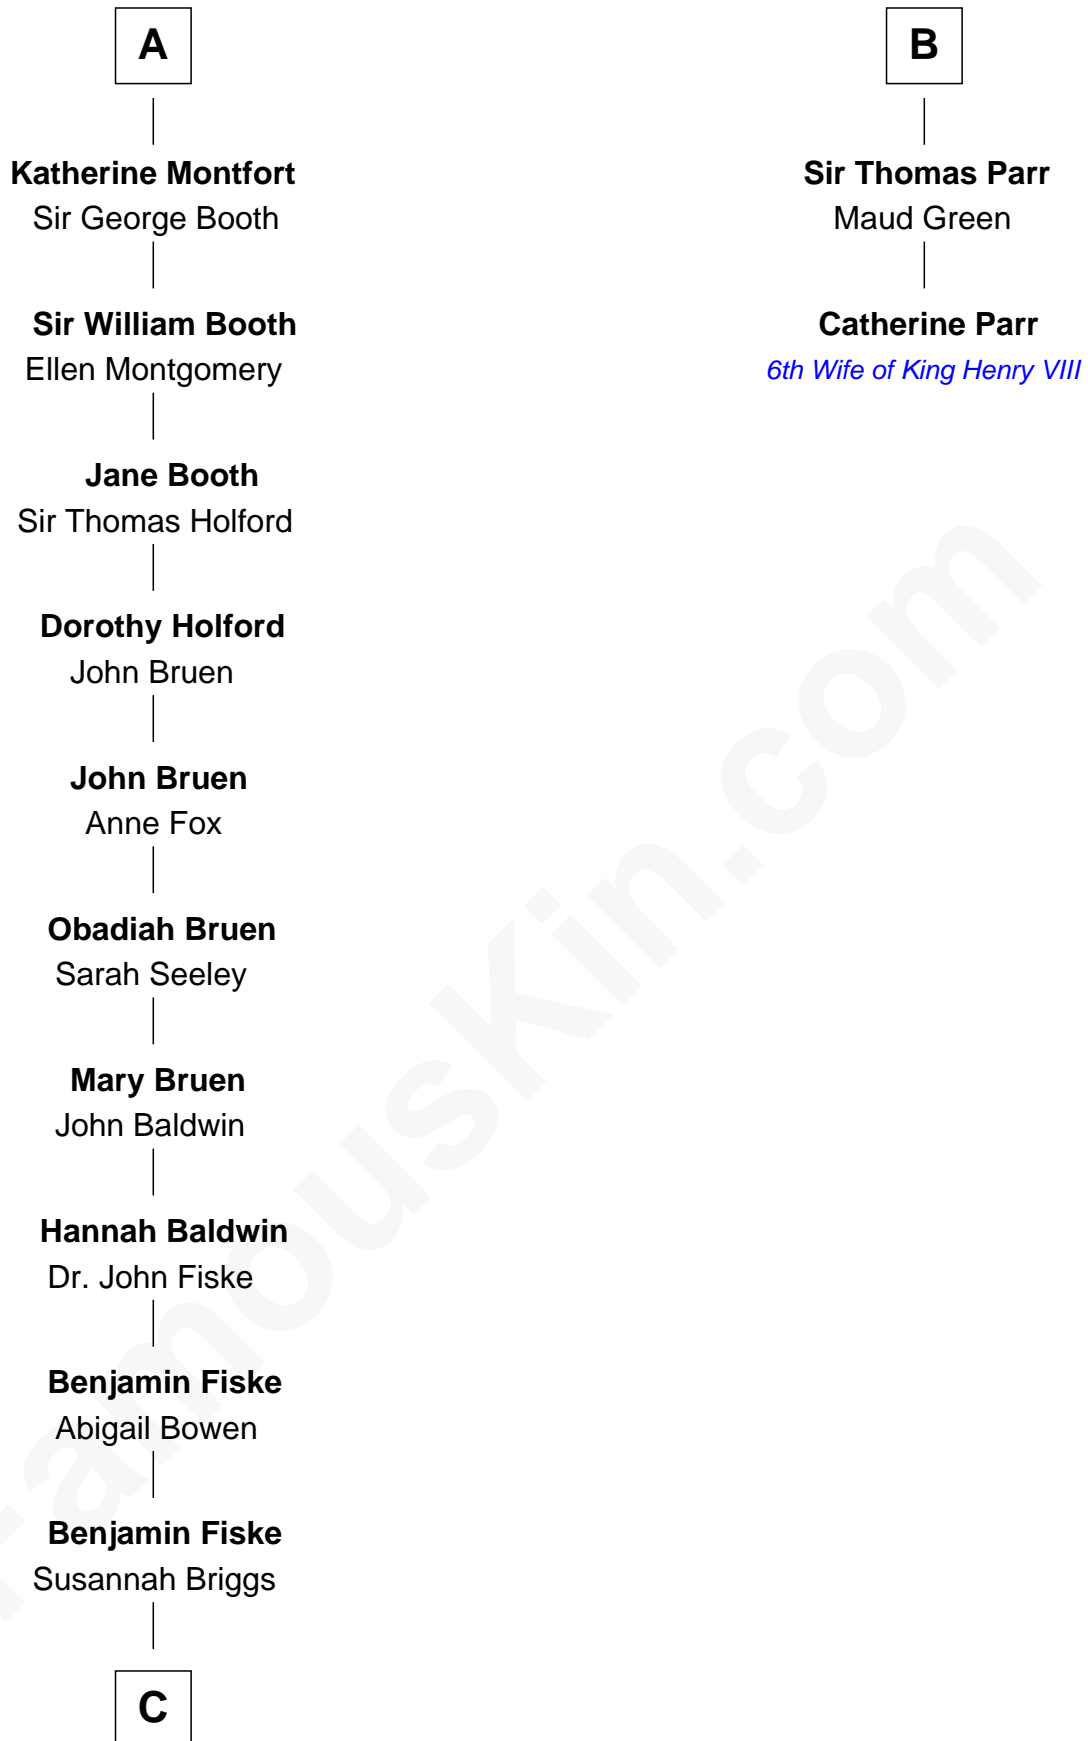 A
Katherine Montfort
Sir George Booth
Sir William Booth
Ellen Montgomery
Jane Booth
Sir Thomas Holford
Dorothy Holford
John Bruen
John Bruen
Anne Fox
Obadiah Bruen
Sarah Seeley
Mary Bruen
John Baldwin
Hannah Baldwin
Dr. John Fiske
Benjamin Fiske
Abigail Bowen
Benjamin Fiske
Susannah Briggs
C
B
Sir Thomas Parr
Maud Green
Catherine Parr
6th Wife of King Henry VIII
FamousKin.com